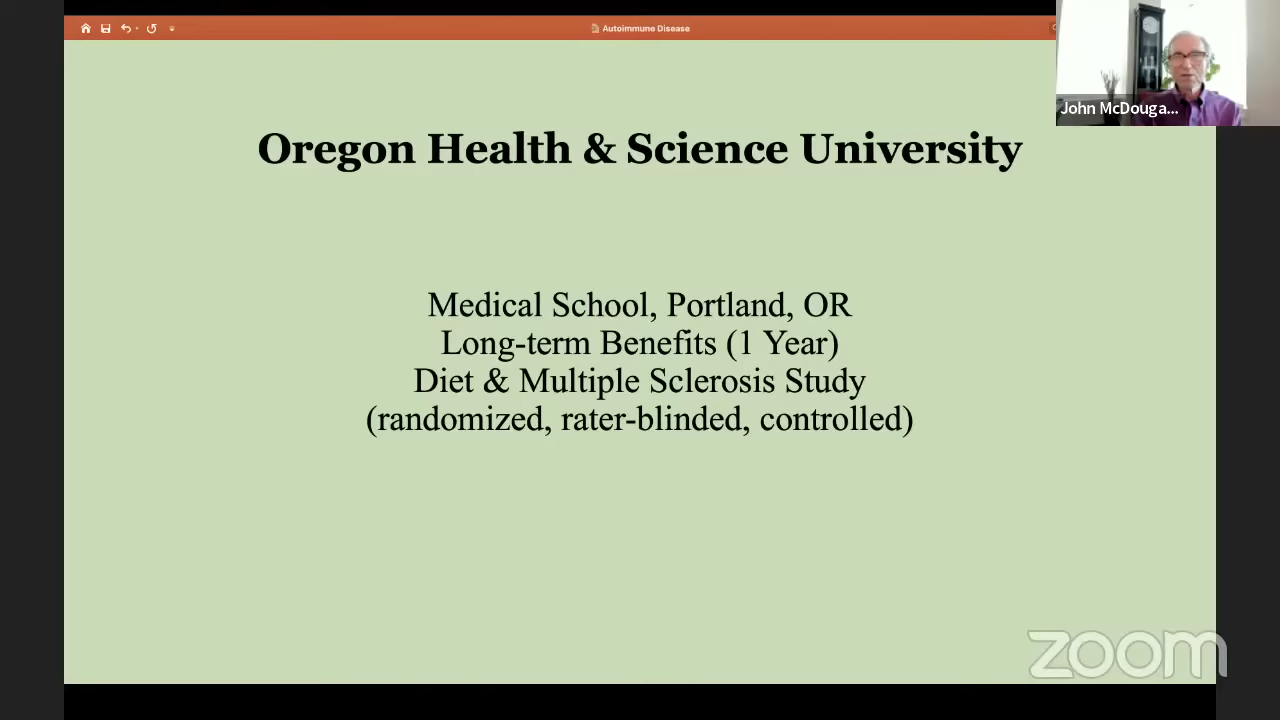 Autoimmune Disease
John McDouga...
Oregon Health & Science University
Medical School, Portland, OR
Long-term Benefits (1 Year)
Diet & Multiple Sclerosis Study
(randomized, rater-blinded, controlled)
zoom